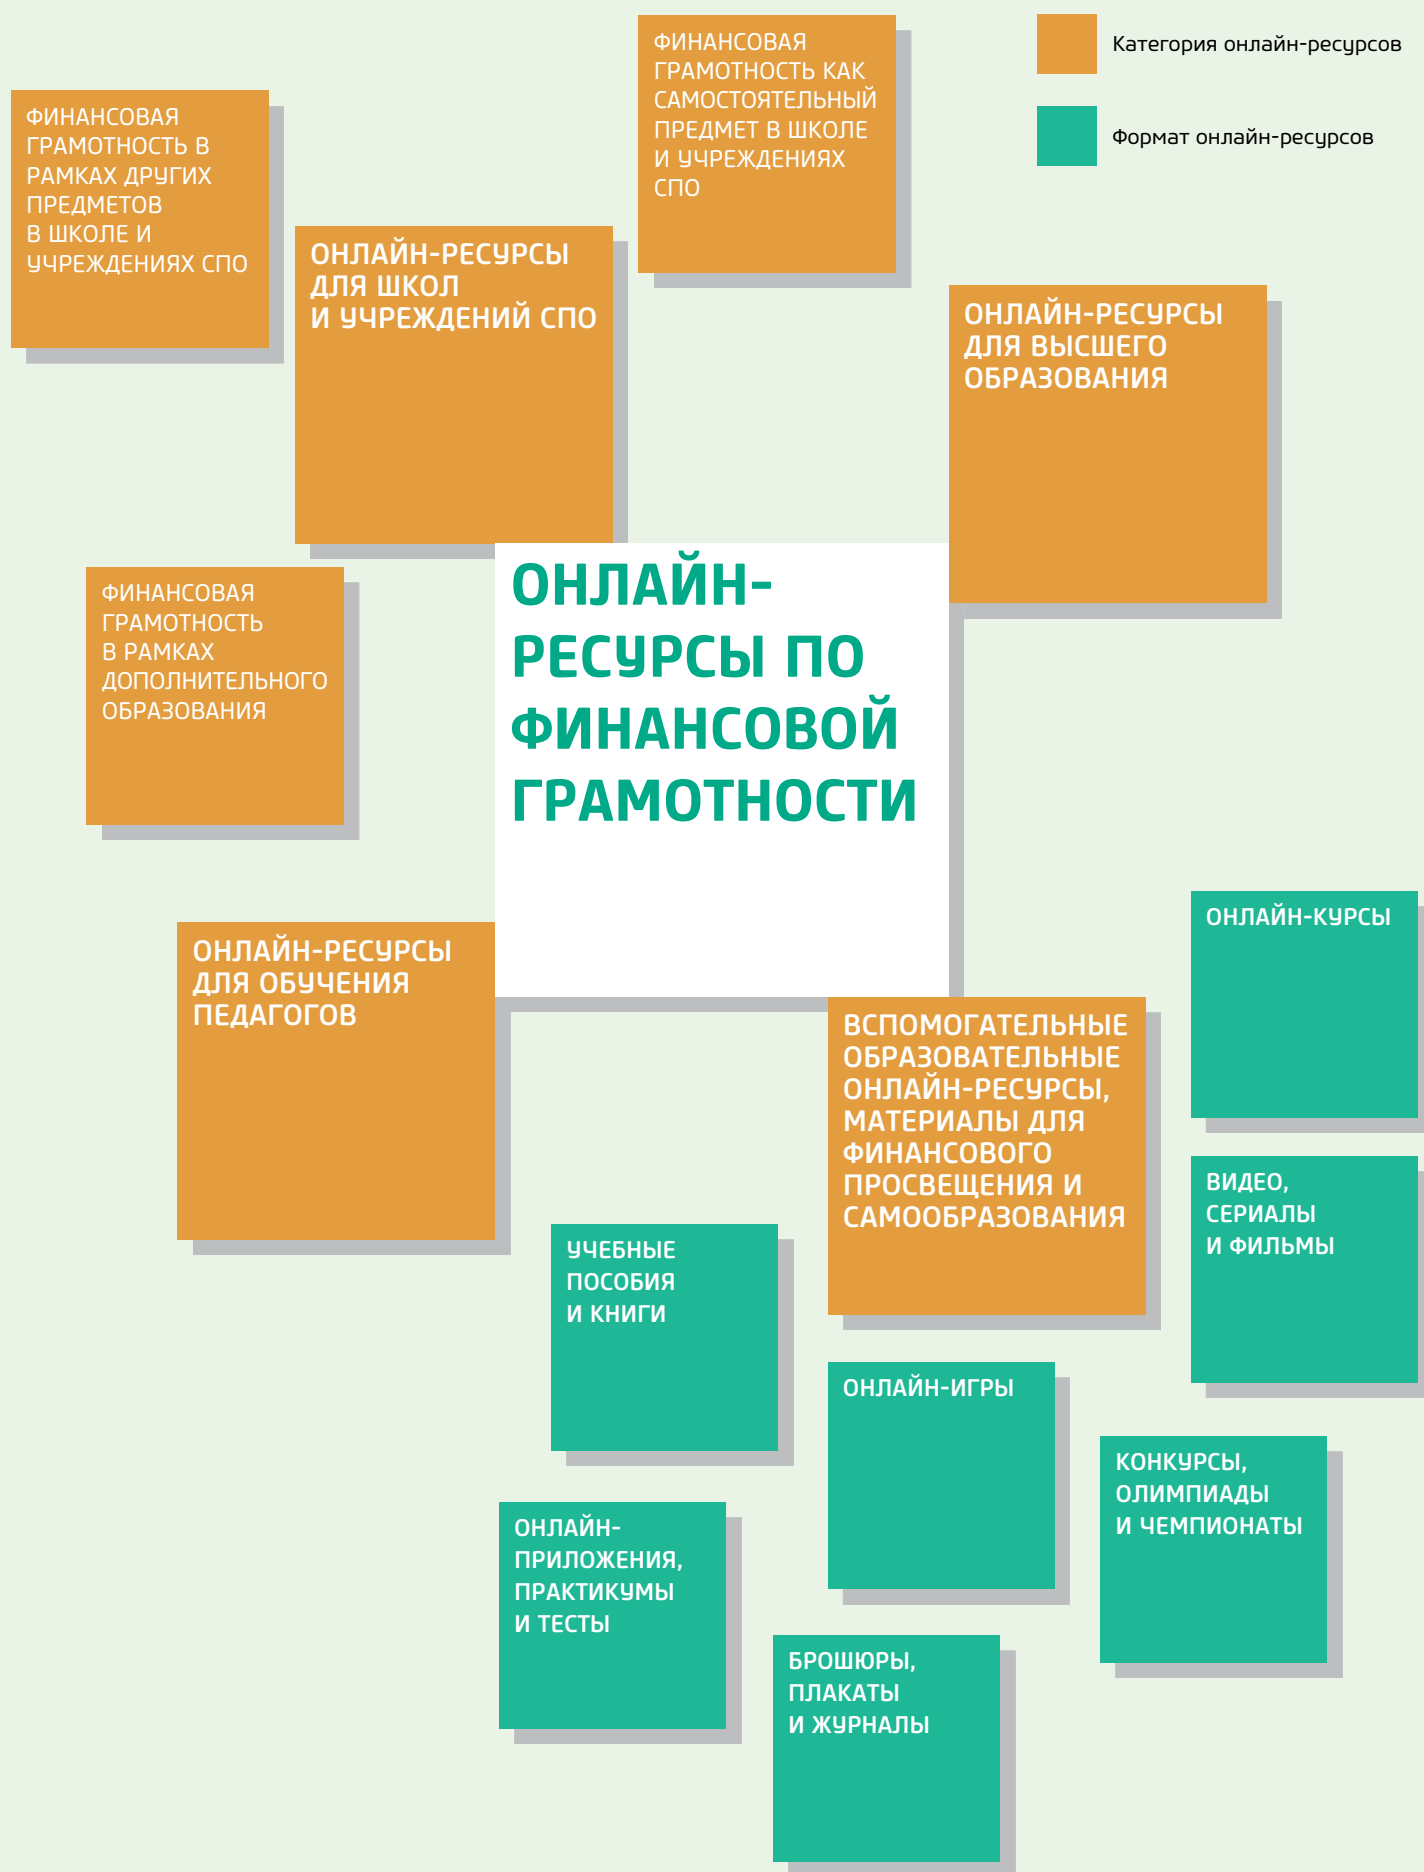 ФИНАНСОВАЯ
ГРАМОТНОСТЬ КАК
САМОСТОЯТЕЛЬНЫЙ
ПРЕДМЕТ В ШКОЛЕ
И УЧРЕЖДЕНИЯХ
СПО
Категория онлайн-ресурсов
Формат онлайн-ресурсов
ФИНАНСОВАЯ
ГРАМОТНОСТЬ В
РАМКАХ ДРУГИХ
ПРЕДМЕТОВ
В ШКОЛЕ И
УЧРЕЖДЕНИЯХ СПО
ОНЛАЙН-РЕСУРСЫ
ДЛЯ ШКОЛ
И УЧРЕЖДЕНИЙ СПО
ОНЛАЙН-РЕСУРСЫ
ДЛЯ ВЫСШЕГО
ОБРАЗОВАНИЯ
ФИНАНСОВАЯ
ГРАМОТНОСТЬ
В РАМКАХ
ДОПОЛНИТЕЛЬНОГО
ОБРАЗОВАНИЯ
ОНЛАЙН-
РЕСУРСЫ ПО
ФИНАНСОВОЙ
ГРАМОТНОСТИ
ОНЛАЙН-РЕСУРСЫ
ДЛЯ ОБУЧЕНИЯ
ПЕДАГОГОВ
ВСПОМОГАТЕЛЬНЫЕ
ОБРАЗОВАТЕЛЬНЫЕ
ОНЛАЙН-РЕСУРСЫ,
МАТЕРИАЛЫ ДЛЯ
ФИНАНСОВОГО
ПРОСВЕЩЕНИЯ И
САМООБРАЗОВАНИЯ
ОНЛАЙН-КУРСЫ
ВИДЕО,
СЕРИАЛЫ
И ФИЛЬМЫ
УЧЕБНЫЕ
ПОСОБИЯ
И КНИГИ
ОНЛАЙН-ИГРЫ
КОНКУРСЫ,
ОЛИМПИАДЫ
И ЧЕМПИОНАТЫ
ОНЛАЙН-
ПРИЛОЖЕНИЯ,
ПРАКТИКУМЫ
И ТЕСТЫ
БРОШЮРЫ,
ПЛАКАТЫ
И ЖУРНАЛЫ